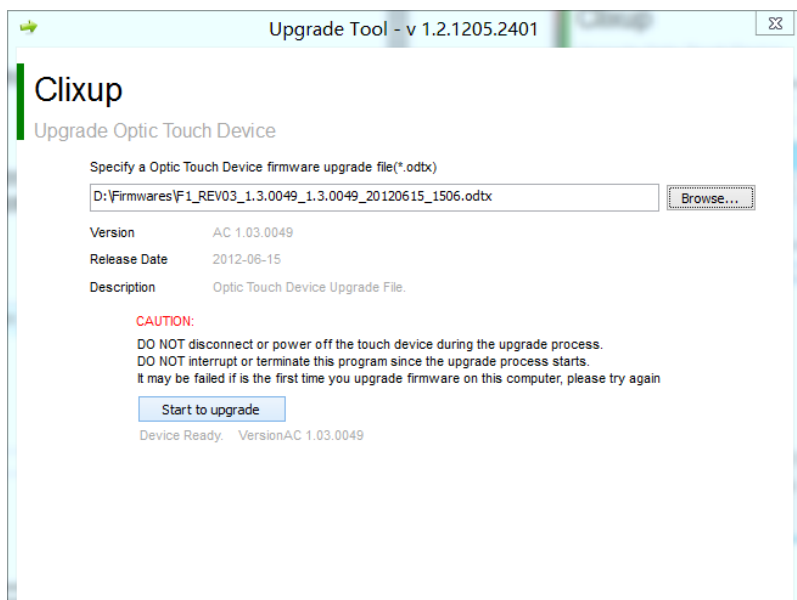 Upgrade Tool - v 1.2.1205.2401
Clixup
Clixup
Upgrade Optic Touch Device
Specify a Optic Touch Device firmware upgrade file(*.odtx)
D:\Firmwares\F1_REV03_1.3.0049_1.3.0049_20120615_1506.odtx
Browse...
Version AC 1.03.0049
Release Date 2012-06-15
Description Optic Touch Device Upgrade File.
CAUTION:
DO NOT disconnect or power off the touch device during the upgrade process.
DO NOT interrupt or terminate this program since the upgrade process starts.
It may be failed if is the first time you upgrade firmware on this computer, please try again
Start to upgrade
Device Ready. VersionAC 1.03.0049